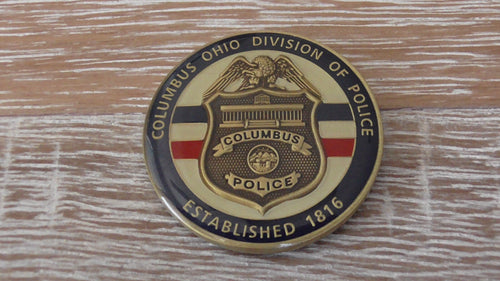 COLUMBUS OHIO DIVISION OF POLICE
COLUMBUS
POLICE
ESTABLISHED 1816